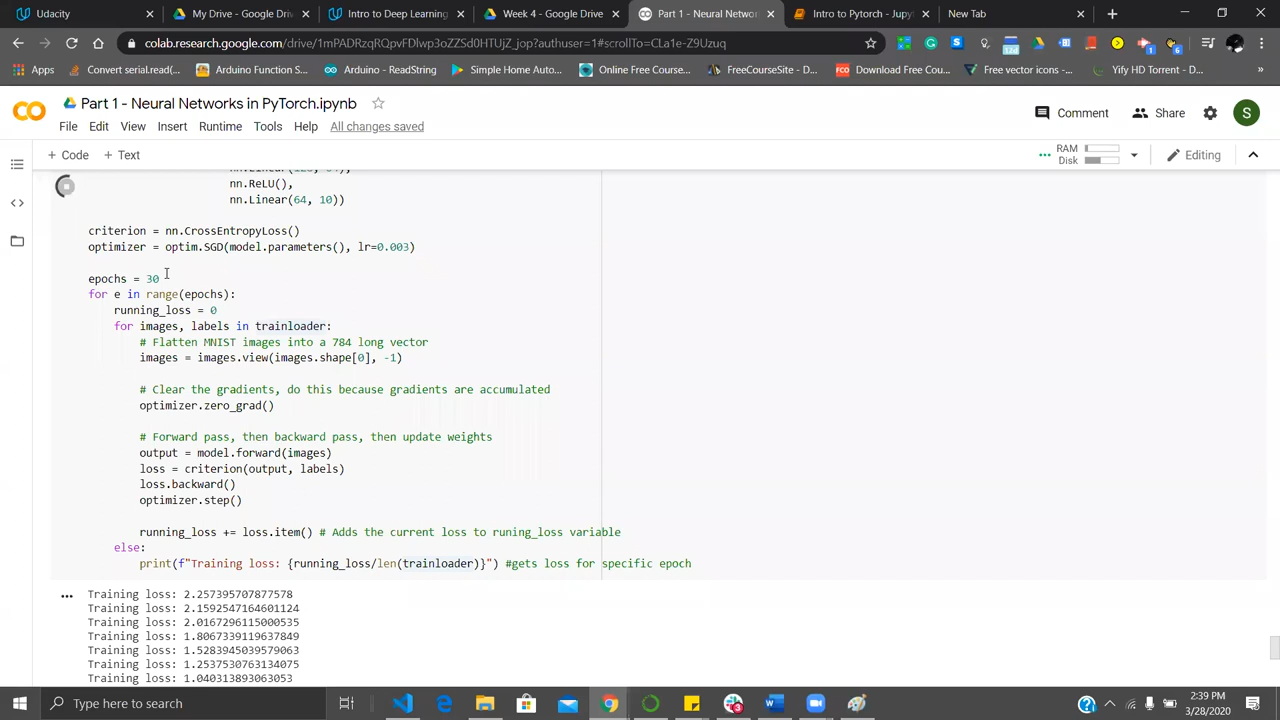 Udacity
My Drive - Google Driv
Intro to Deep Learning
Week 4 - Google Drive
Part 1 - Neural Networ
Intro to Pytorch - Jupy
New Tab
colab.research.google.com/drive/1mPADRzqRQpvFDlwp3oZZSd0HTUjZ_jop?authuser=1#scrollTo=CLa1e-Z9Uzuq
Apps
Convert serial.read(...
Arduino Function S...
Arduino - ReadString
Simple Home Auto...
Online Free Course...
FreeCourseSite - D...
Download Free Cou...
Free vector icons -...
Yify HD Torrent - D...
Part 1 - Neural Networks in PyTorch.ipynb
Comment
Share
S
File Edit View Insert Runtime Tools Help All changes saved
+ Code + Text
RAM
Disk
Editing
nn.ReLU(),
nn.Linear(64, 10))
criterion = nn.CrossEntropyLoss()
optimizer = optim.SGD(model.parameters(), lr=0.003)
epochs = 30
for e in range(epochs):
running_loss = 0
for images, labels in trainloader:
# Flatten MNIST images into a 784 long vector
images = images.view(images.shape[0], -1)
# Clear the gradients, do this because gradients are accumulated
optimizer.zero_grad()
# Forward pass, then backward pass, then update weights
output = model.forward(images)
loss = criterion(output, labels)
loss.backward()
optimizer.step()
running_loss += loss.item() # Adds the current loss to runing_loss variable
else:
print(f"Training loss: {running_loss/len(trainloader)}") #gets loss for specific epoch
Training loss: 2.257395707877578
Training loss: 2.1592547164601124
Training loss: 2.0167296115000535
Training loss: 1.8067339119637849
Training loss: 1.5283945039579063
Training loss: 1.2537530763134075
Training loss: 1.040313893063053
Type here to search
2:39 PM
3/28/2020